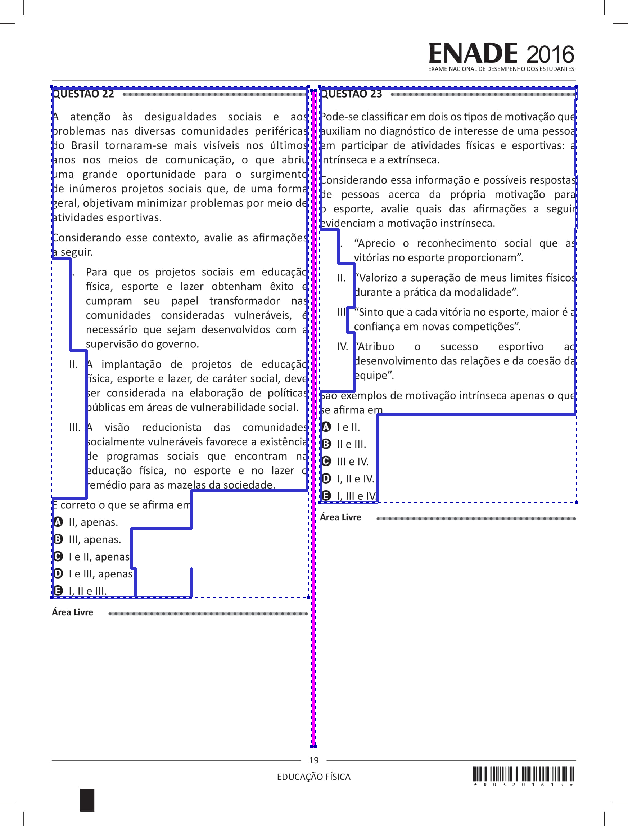 ENADE 2016
EXAME NACIONAL DE DESEMPENHO DOS ESTUDANTES
QUESTÃO 22
A atenção às desigualdades sociais e aos
problemas nas diversas comunidades periféricas
do Brasil tornaram-se mais visíveis nos últimos
anos nos meios de comunicação, o que abriu
uma grande oportunidade para o surgimento
de inúmeros projetos sociais que, de uma forma
geral, objetivam minimizar problemas por meio de
atividades esportivas.
Considerando esse contexto, avalie as afirmações
a seguir.
I. Para que os projetos sociais em educação
física, esporte e lazer obtenham êxito e
cumpram seu papel transformador nas
comunidades consideradas vulneráveis, é
necessário que sejam desenvolvidos com a
supervisão do governo.
II. A implantação de projetos de educação
física, esporte e lazer, de caráter social, deve
ser considerada na elaboração de políticas
públicas em áreas de vulnerabilidade social.
III. A visão reducionista das comunidades
socialmente vulneráveis favorece a existência
de programas sociais que encontram na
educação física, no esporte e no lazer o
remédio para as mazelas da sociedade.
É correto o que se afirma em
A II, apenas.
B III, apenas.
C I e II, apenas.
D I e III, apenas.
E I, II e III.
Área Livre
QUESTÃO 23
Pode-se classificar em dois os tipos de motivação que
auxiliam no diagnóstico de interesse de uma pessoa
em participar de atividades físicas e esportivas: a
intrínseca e a extrínseca.
Considerando essa informação e possíveis respostas
de pessoas acerca da própria motivação para
o esporte, avalie quais das afirmações a seguir
evidenciam a motivação instrínseca.
I. “Aprecio o reconhecimento social que as
vitórias no esporte proporcionam”.
II. “Valorizo a superação de meus limites físicos
durante a prática da modalidade”.
III. “Sinto que a cada vitória no esporte, maior é a
confiança em novas competições”.
IV. “Atribuo o sucesso esportivo ao
desenvolvimento das relações e da coesão da
equipe”.
São exemplos de motivação intrínseca apenas o que
se afirma em
A I e II.
B II e III.
C III e IV.
D I, II e IV.
E I, III e IV.
Área Livre
19
EDUCAÇÃO FÍSICA